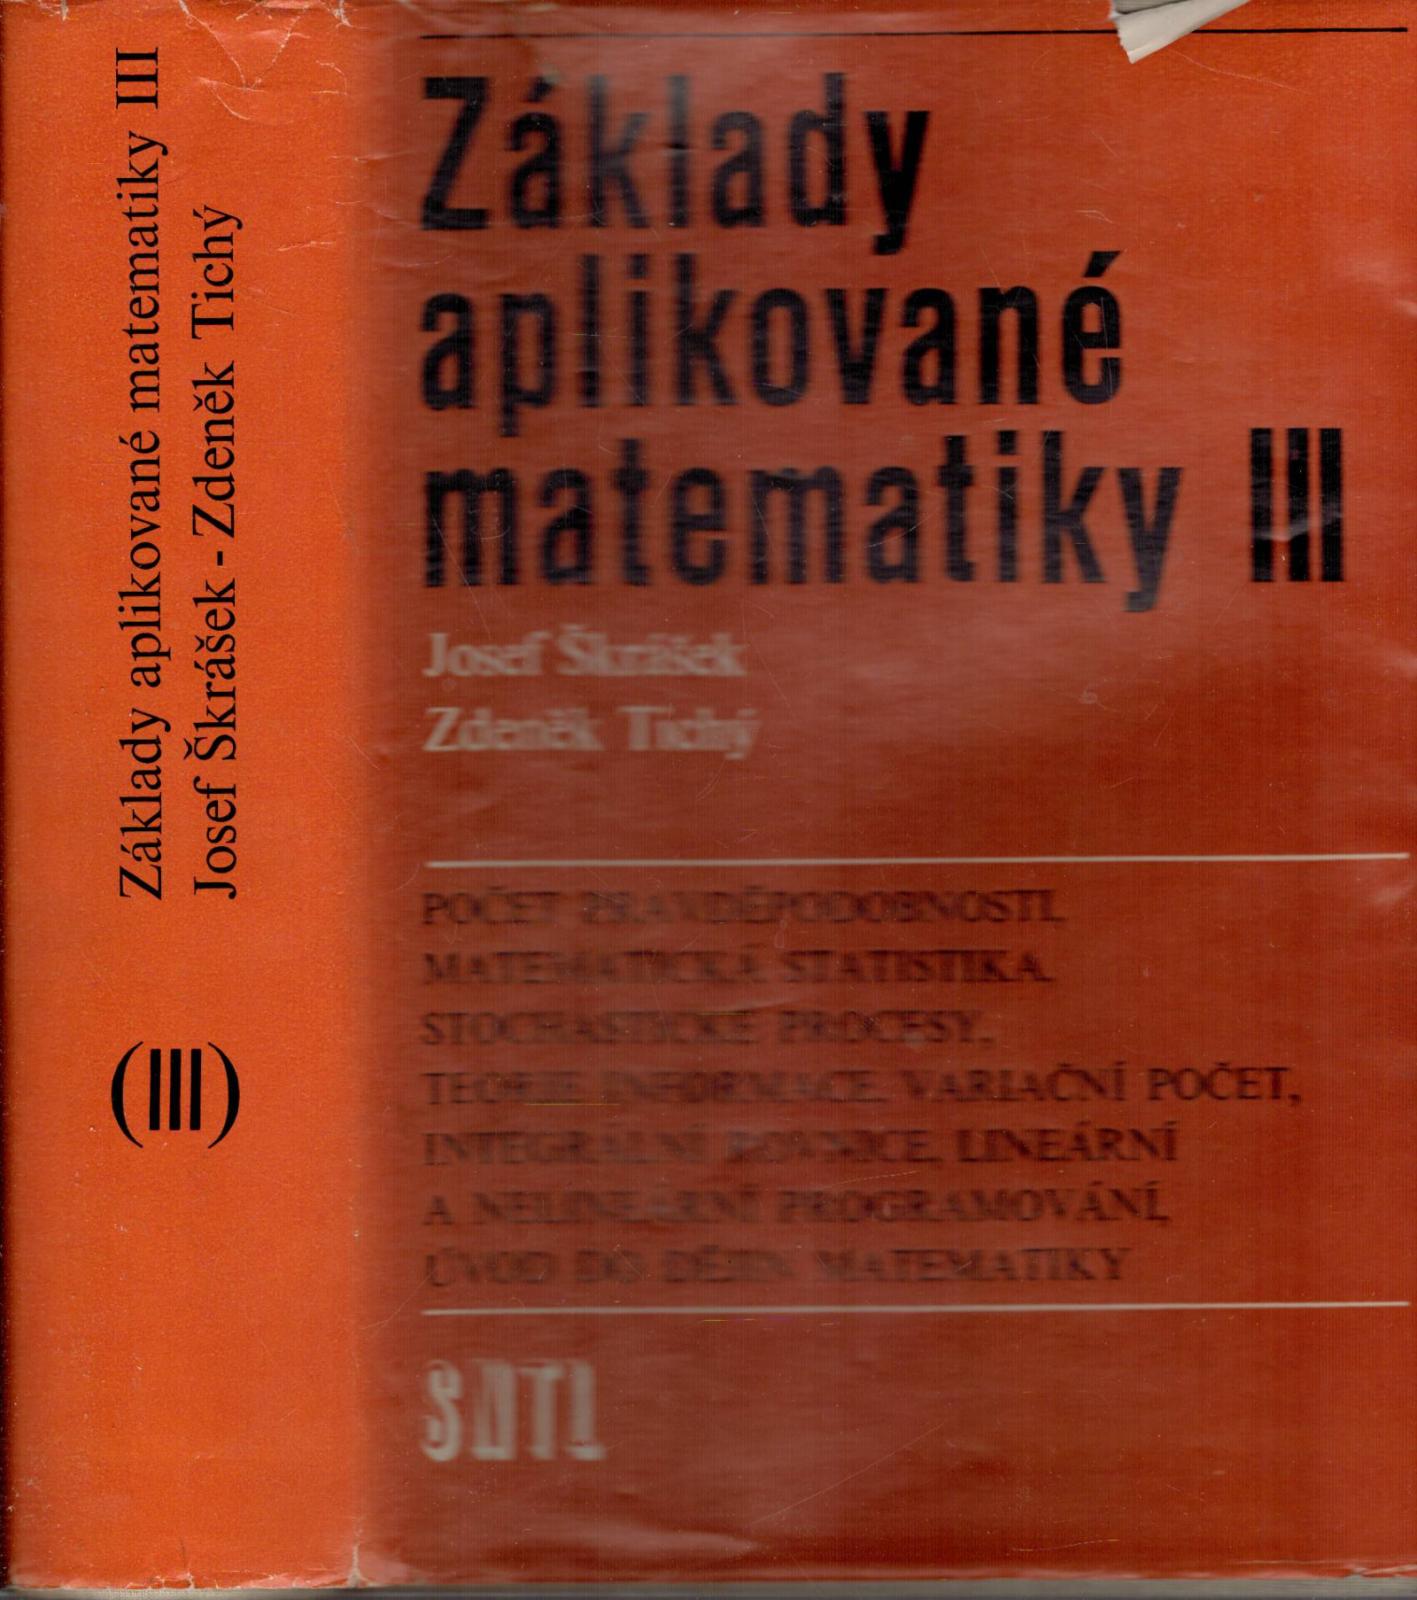 Základy aplikované matematiky III
Josef Škrášek - Zdeněk Tichý
(III)
Základy
aplikované
matematiky III
Josef Škrášek
Zdeněk Tichý
POČET PRAVDĚPODOBNOSTI,
MATEMATICKÁ STATISTIKA,
STOCHASTICKÉ PROCESY,
TEORIE INFORMACE, VARIAČNÍ POČET,
INTEGRÁLNÍ ROVNICE, LINEÁRNÍ
A NELINEÁRNÍ PROGRAMOVÁNÍ,
ÚVOD DO DĚJIN MATEMATIKY
SNTL